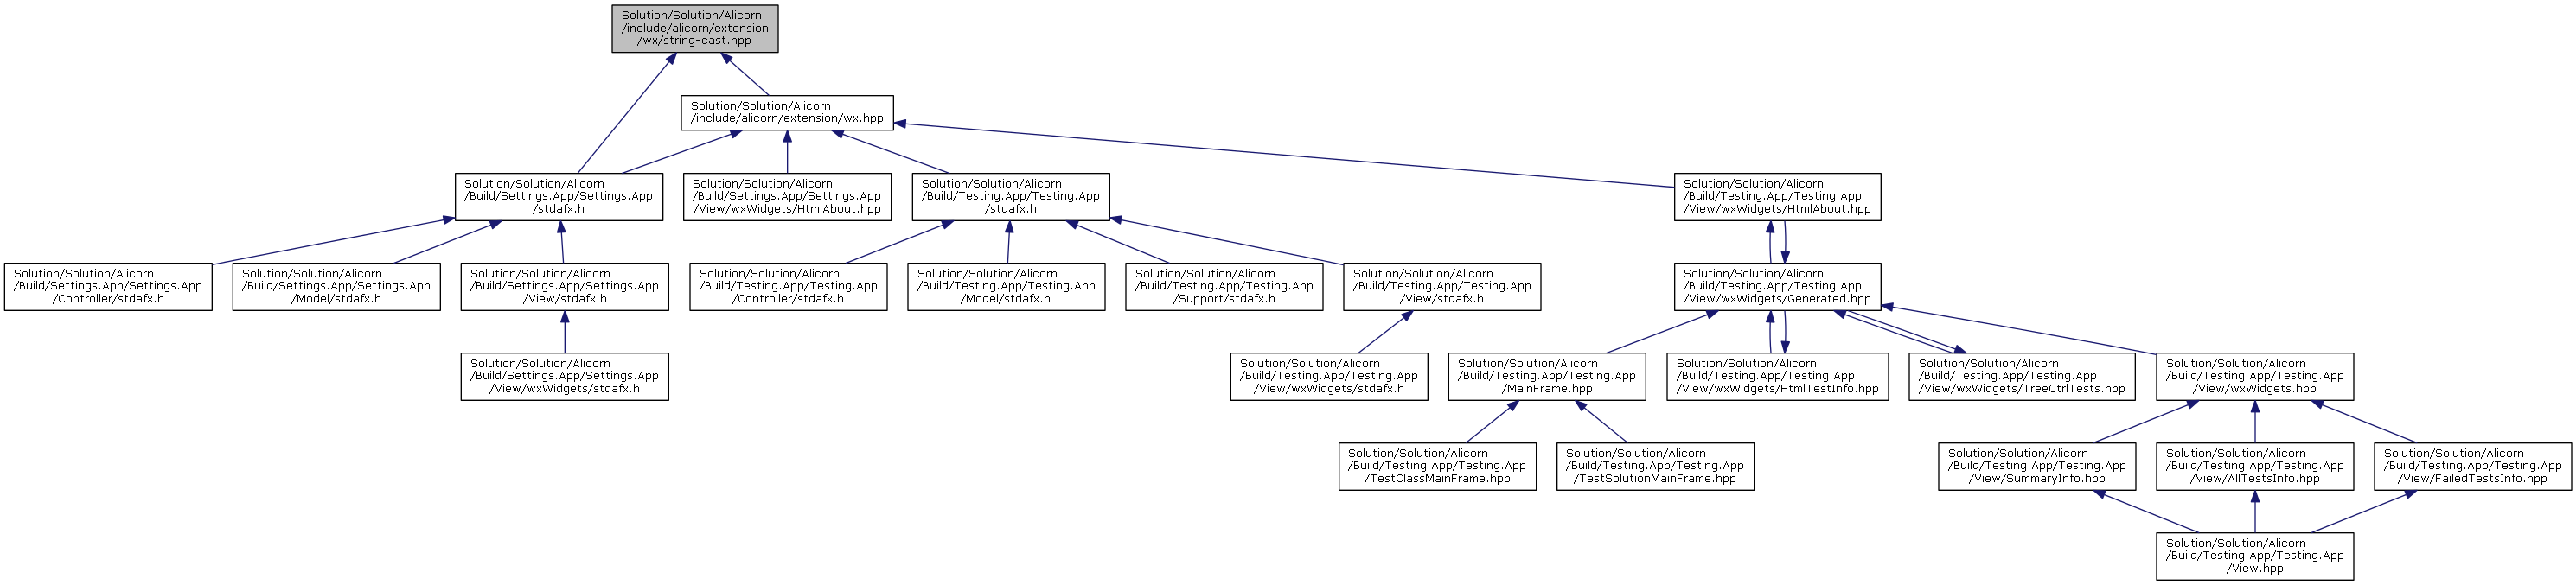 Solution/Solution/Alicorn
/include/alicorn/extension
/wx/string-cast.hpp
Solution/Solution/Alicorn
/include/alicorn/extension/wx.hpp
Solution/Solution/Alicorn
/Build/Settings.App/Settings.App
/stdafx.h
Solution/Solution/Alicorn
/Build/Settings.App/Settings.App
/View/wxWidgets/HtmlAbout.hpp
Solution/Solution/Alicorn
/Build/Testing.App/Testing.App
/stdafx.h
Solution/Solution/Alicorn
/Build/Testing.App/Testing.App
/View/wxWidgets/HtmlAbout.hpp
Solution/Solution/Alicorn
/Build/Settings.App/Settings.App
/Controller/stdafx.h
Solution/Solution/Alicorn
/Build/Settings.App/Settings.App
/Model/stdafx.h
Solution/Solution/Alicorn
/Build/Settings.App/Settings.App
/View/stdafx.h
Solution/Solution/Alicorn
/Build/Testing.App/Testing.App
/Controller/stdafx.h
Solution/Solution/Alicorn
/Build/Testing.App/Testing.App
/Model/stdafx.h
Solution/Solution/Alicorn
/Build/Testing.App/Testing.App
/Support/stdafx.h
Solution/Solution/Alicorn
/Build/Testing.App/Testing.App
/View/stdafx.h
Solution/Solution/Alicorn
/Build/Testing.App/Testing.App
/View/wxWidgets/Generated.hpp
Solution/Solution/Alicorn
/Build/Settings.App/Settings.App
/View/wxWidgets/stdafx.h
Solution/Solution/Alicorn
/Build/Testing.App/Testing.App
/View/wxWidgets/stdafx.h
Solution/Solution/Alicorn
/Build/Testing.App/Testing.App
/MainFrame.hpp
Solution/Solution/Alicorn
/Build/Testing.App/Testing.App
/View/wxWidgets/HtmlTestInfo.hpp
Solution/Solution/Alicorn
/Build/Testing.App/Testing.App
/View/wxWidgets/TreeCtrlTests.hpp
Solution/Solution/Alicorn
/Build/Testing.App/Testing.App
/View/wxWidgets.hpp
Solution/Solution/Alicorn
/Build/Testing.App/Testing.App
/TestClassMainFrame.hpp
Solution/Solution/Alicorn
/Build/Testing.App/Testing.App
/TestSolutionMainFrame.hpp
Solution/Solution/Alicorn
/Build/Testing.App/Testing.App
/View/SummaryInfo.hpp
Solution/Solution/Alicorn
/Build/Testing.App/Testing.App
/View/AllTestsInfo.hpp
Solution/Solution/Alicorn
/Build/Testing.App/Testing.App
/View/FailedTestsInfo.hpp
Solution/Solution/Alicorn
/Build/Testing.App/Testing.App
/View.hpp